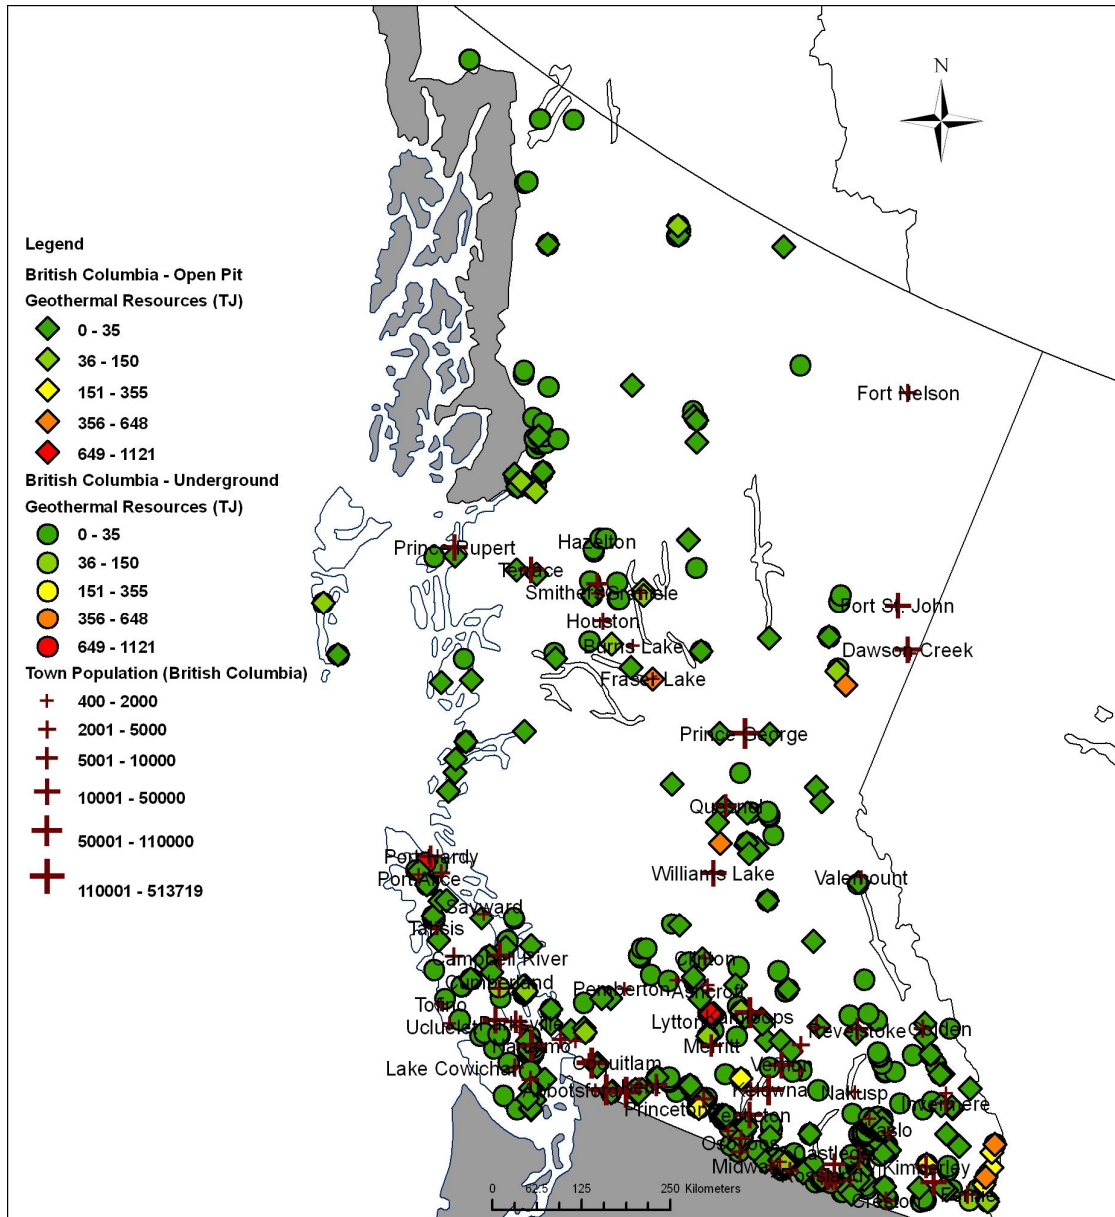 N
Legend
British Columbia - Open Pit
Geothermal Resources (TJ)
0 - 35
36 - 150
151 - 355
356 - 648
649 - 1121
British Columbia - Underground
Geothermal Resources (TJ)
0 - 35
36 - 150
151 - 355
356 - 648
649 - 1121
Town Population (British Columbia)
400 - 2000
2001 - 5000
5001 - 10000
10001 - 50000
50001 - 110000
110001 - 513719
Fort Nelson
Prince Rupert
Hazelton
Terrace
Smithers Granisle
Fort St. John
Houston
Burns Lake
Dawson Creek
Fraser Lake
Prince George
Quesnel
Port Hardy
Port Alice
Williams Lake
Valemount
Sayward
Tahsis
Campbell River
Clinton
Cumberland
Pemberton
Ashcroft
Tofino
Ucluelet
Parksville
Lytton
Kamloops
Revelstoke
Golden
Nanaimo
Merritt
Lake Cowichan
Coquitlam
Vernon
Abbotsford
Kelowna
Nakusp
Invermere
Princeton
Penticton
Kaslo
Osoyoos
Castlegar
Midway
Rossland
Kimberley
Creston
Fernie
0 62.5 125 250 Kilometers